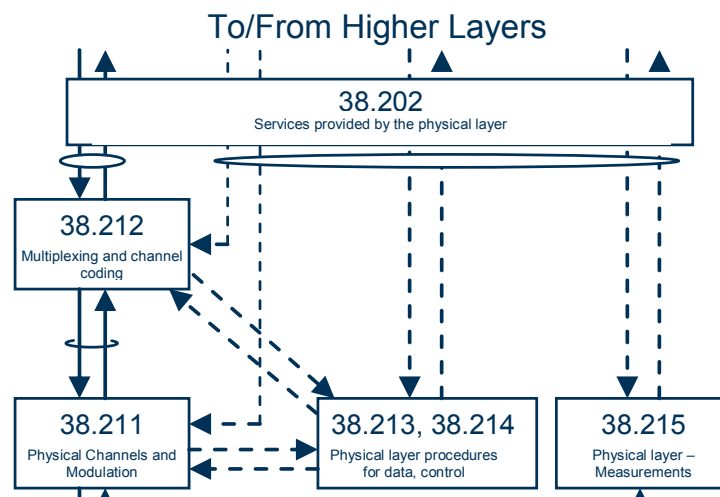 To/From Higher Layers
38.202
Services provided by the physical layer
38.212
Multiplexing and channel
coding
38.211
Physical Channels and
Modulation
38.213, 38.214
Physical layer procedures
for data, control
38.215
Physical layer –
Measurements